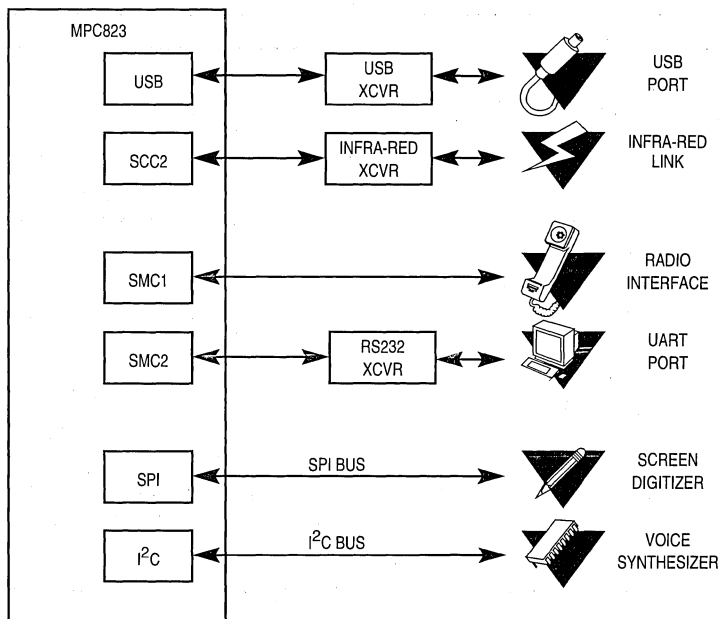 MPC823
USB
USB
XCVR
USB
PORT
SCC2
INFRA-RED
XCVR
INFRA-RED
LINK
SMC1
RADIO
INTERFACE
SMC2
RS232
XCVR
UART
PORT
SPI
SPI BUS
SCREEN
DIGITIZER
I²C
I²C BUS
VOICE
SYNTHESIZER